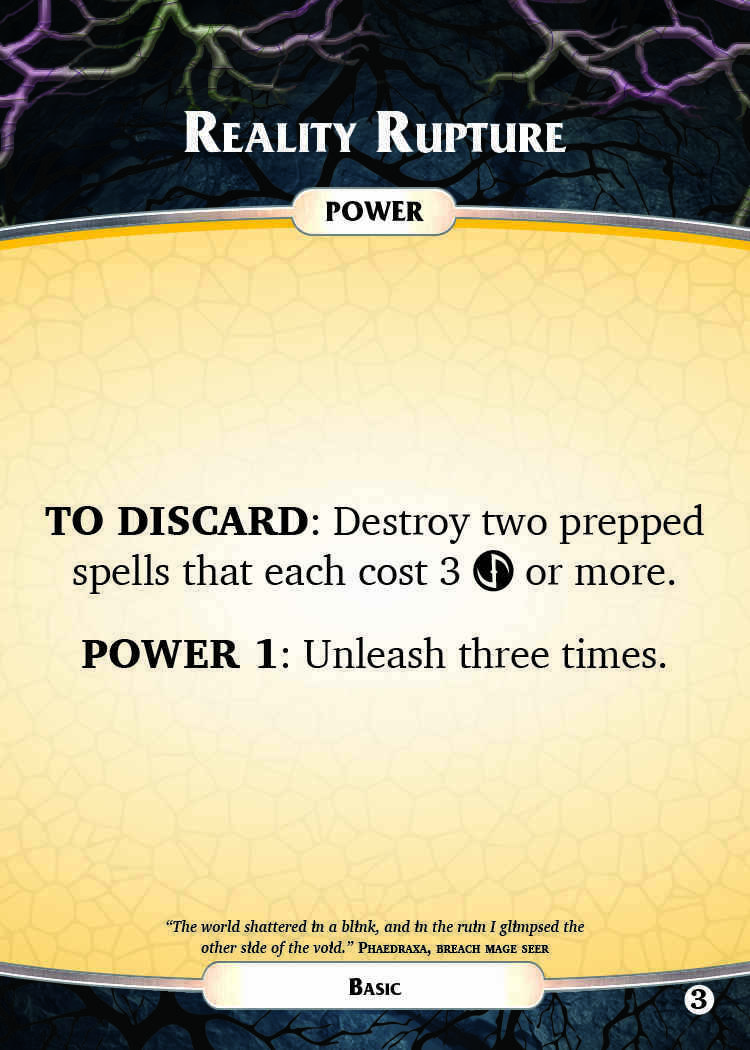 Reality Rupture
POWER
TO DISCARD: Destroy two prepped
spells that each cost 3 or more.
POWER 1: Unleash three times.
“The world shattered in a blink, and in the ruin I glimpsed the
other side of the void.” Phaedraxa, breach mage seer
Basic
3